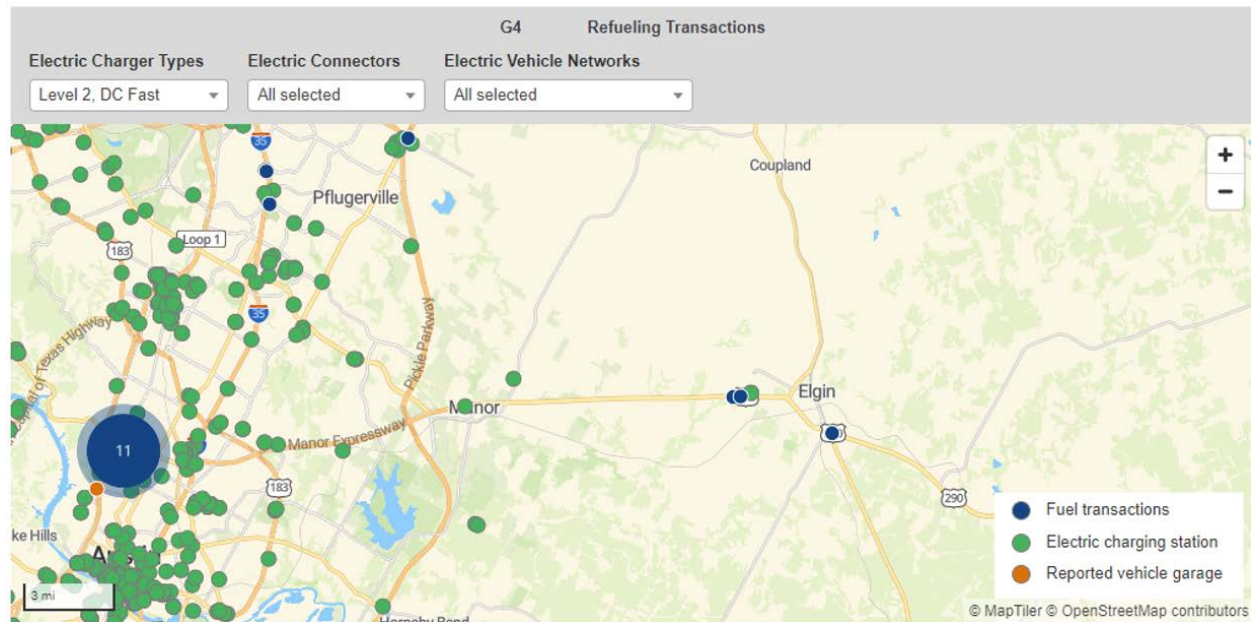 G4 Refueling Transactions
Electric Charger Types Electric Connectors Electric Vehicle Networks
Level 2, DC Fast All selected All selected
35
Coupland
+
Pflugerville
−
Loop 1
183
35
Texas Highway
Pickle Parkway
Elgin
Manor
11
Manor Expressway
183
290
Fuel transactions
ke Hills
Electric charging station
Reported vehicle garage
3 mi
© MapTiler © OpenStreetMap contributors
Hornsby Bend